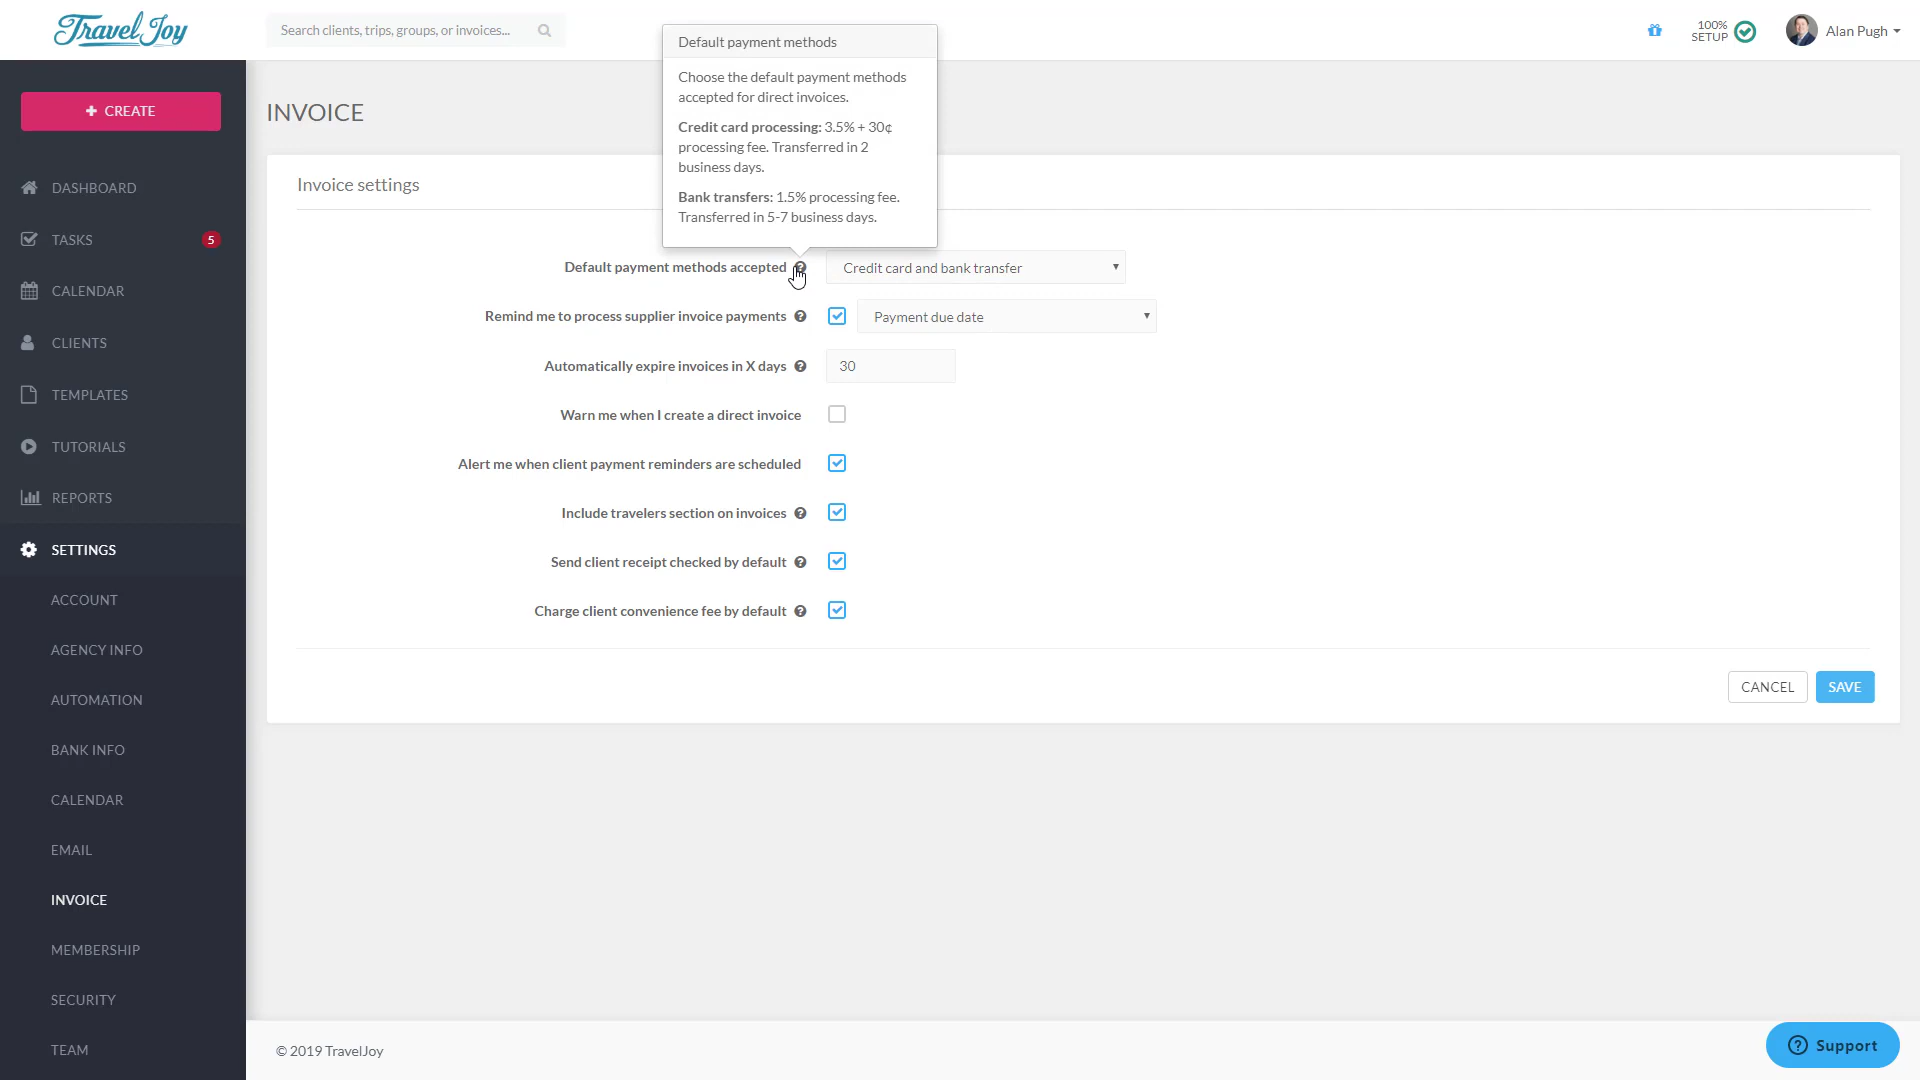 Travel Joy
Search clients, trips, groups, or invoices...
100%
SETUP
Alan Pugh
CREATE
DASHBOARD
TASKS
5
CALENDAR
CLIENTS
TEMPLATES
TUTORIALS
REPORTS
SETTINGS
ACCOUNT
AGENCY INFO
AUTOMATION
BANK INFO
CALENDAR
EMAIL
INVOICE
MEMBERSHIP
SECURITY
TEAM
INVOICE
Invoice settings
Default payment methods
Choose the default payment methods
accepted for direct invoices.
Credit card processing: 3.5% + 30¢
processing fee. Transferred in 2
business days.
Bank transfers: 1.5% processing fee.
Transferred in 5-7 business days.
Default payment methods accepted
Credit card and bank transfer
Remind me to process supplier invoice payments
Payment due date
Automatically expire invoices in X days
30
Warn me when I create a direct invoice
Alert me when client payment reminders are scheduled
Include travelers section on invoices
Send client receipt checked by default
Charge client convenience fee by default
CANCEL
SAVE
© 2019 TravelJoy
Support